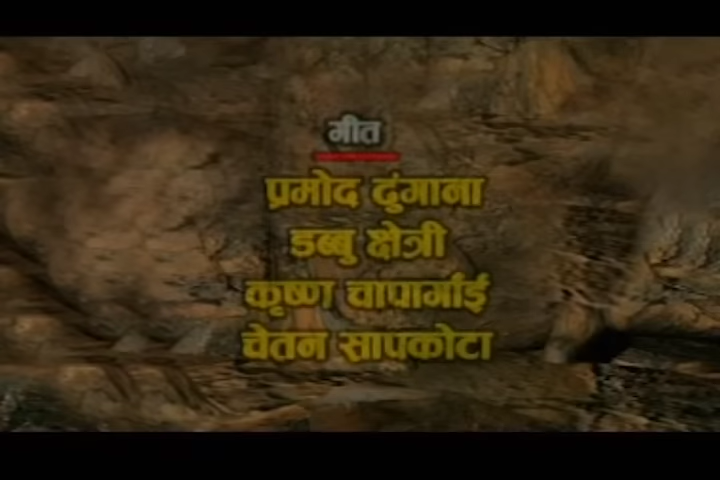 गीत
प्रमोद दुंगाना
डब्बु क्षेत्री
कृष्ण चापागाँई
चेतन सापकोटा